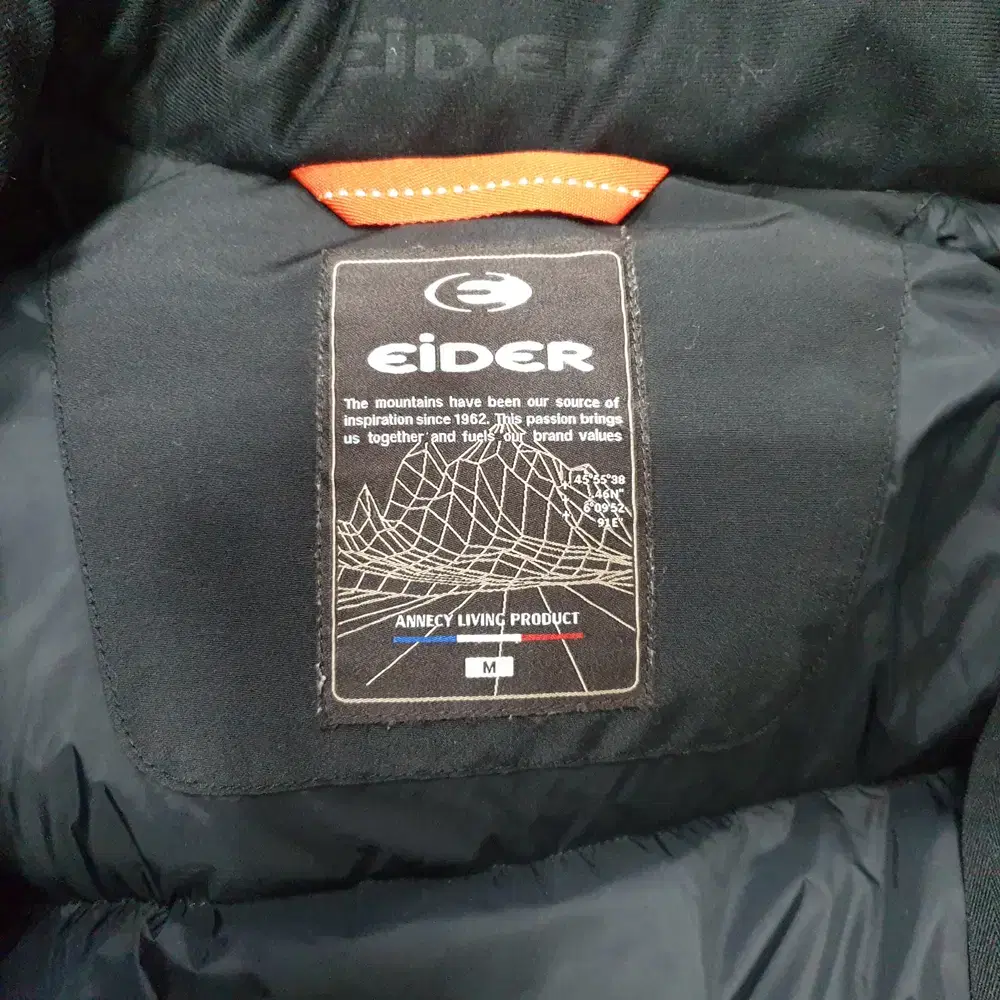 EiDER
EiDER
The mountains have been our source of
inspiration since 1962. This passion brings
us together and fuels our brand values
45°55'38
.46N"
6°09'52
.91E"
ANNECY LIVING PRODUCT
M